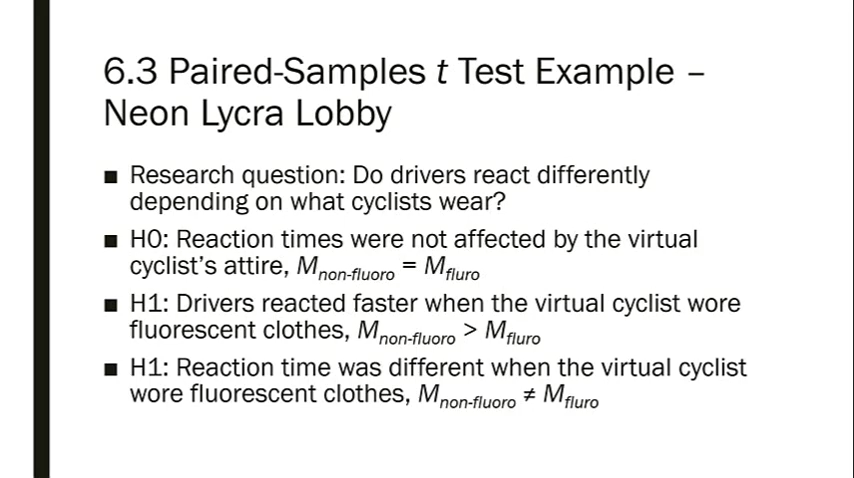 6.3 Paired-Samples t Test Example –
Neon Lycra Lobby
■ Research question: Do drivers react differently
depending on what cyclists wear?
■ H0: Reaction times were not affected by the virtual
cyclist's attire, Mnon-fluoro = Mfluro
■ H1: Drivers reacted faster when the virtual cyclist wore
fluorescent clothes, Mnon-fluoro > Mfluro
■ H1: Reaction time was different when the virtual cyclist
wore fluorescent clothes, Mnon-fluoro ≠ Mfluro